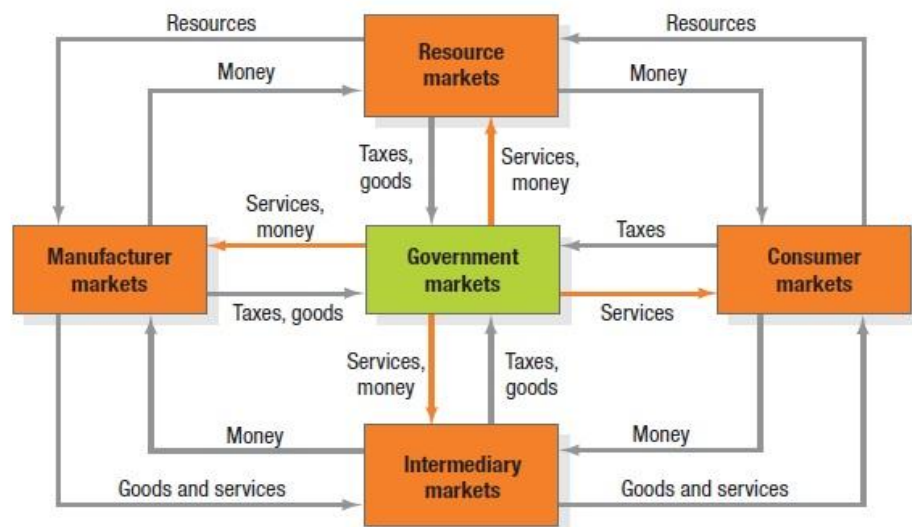 Resources
Resources
Resource
markets
Money
Money
Taxes,
goods
Services,
money
Services,
money
Taxes
Manufacturer
markets
Government
markets
Consumer
markets
Taxes, goods
Services
Services,
money
Taxes,
goods
Money
Money
Intermediary
markets
Goods and services
Goods and services